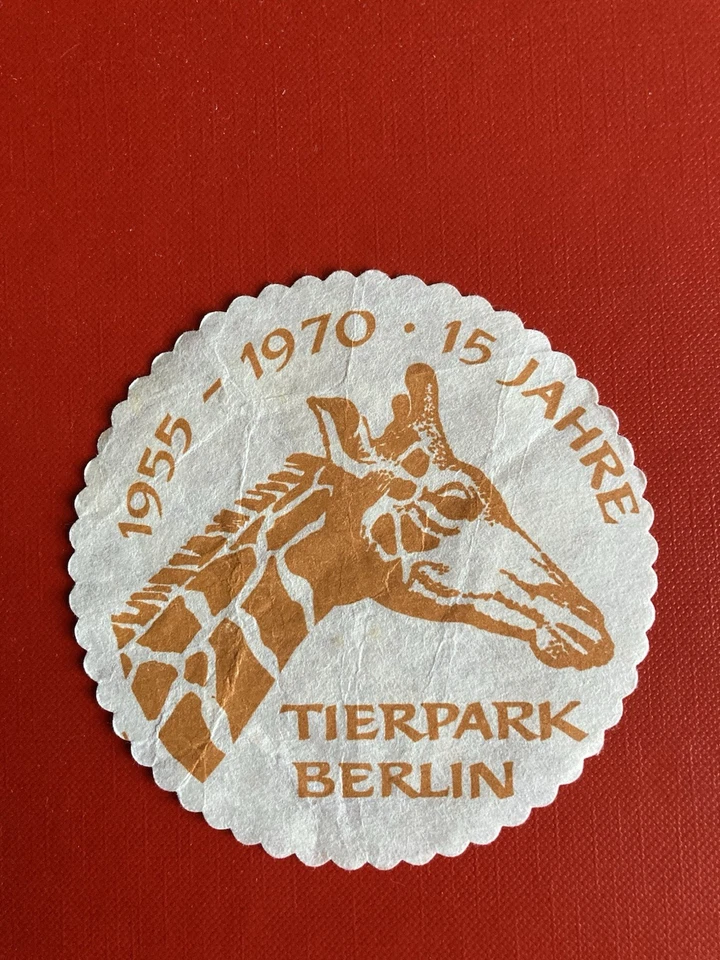 1955 - 1970 · 15 JAHRE
TIERPARK
BERLIN